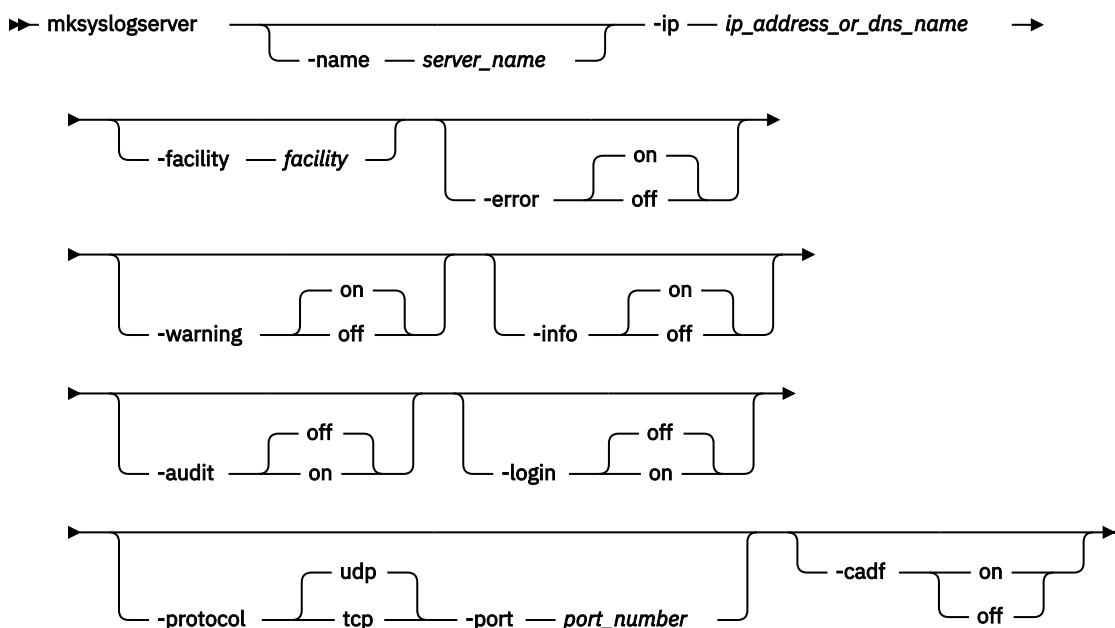 mksyslogserver -ip ip_address_or_dns_name
-name server_name
-facility facility
on
-error off
on on
-warning off -info off
off off
-audit on -login on
udp -cadf on
off
-protocol tcp -port port_number